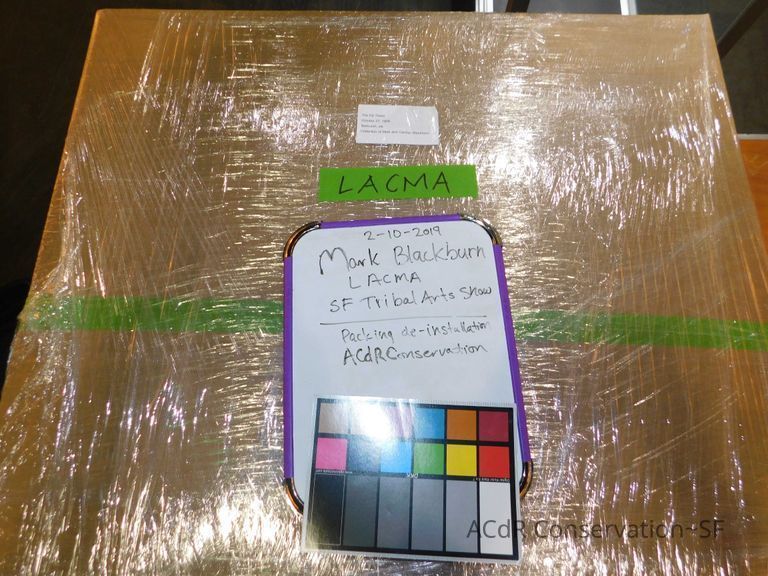 LACMA
2-10-2019
Mark Blackburn
LACMA
SF Tribal Arts Show
Packing de-installation
ACdRConservation
ACdR Conservation~SF